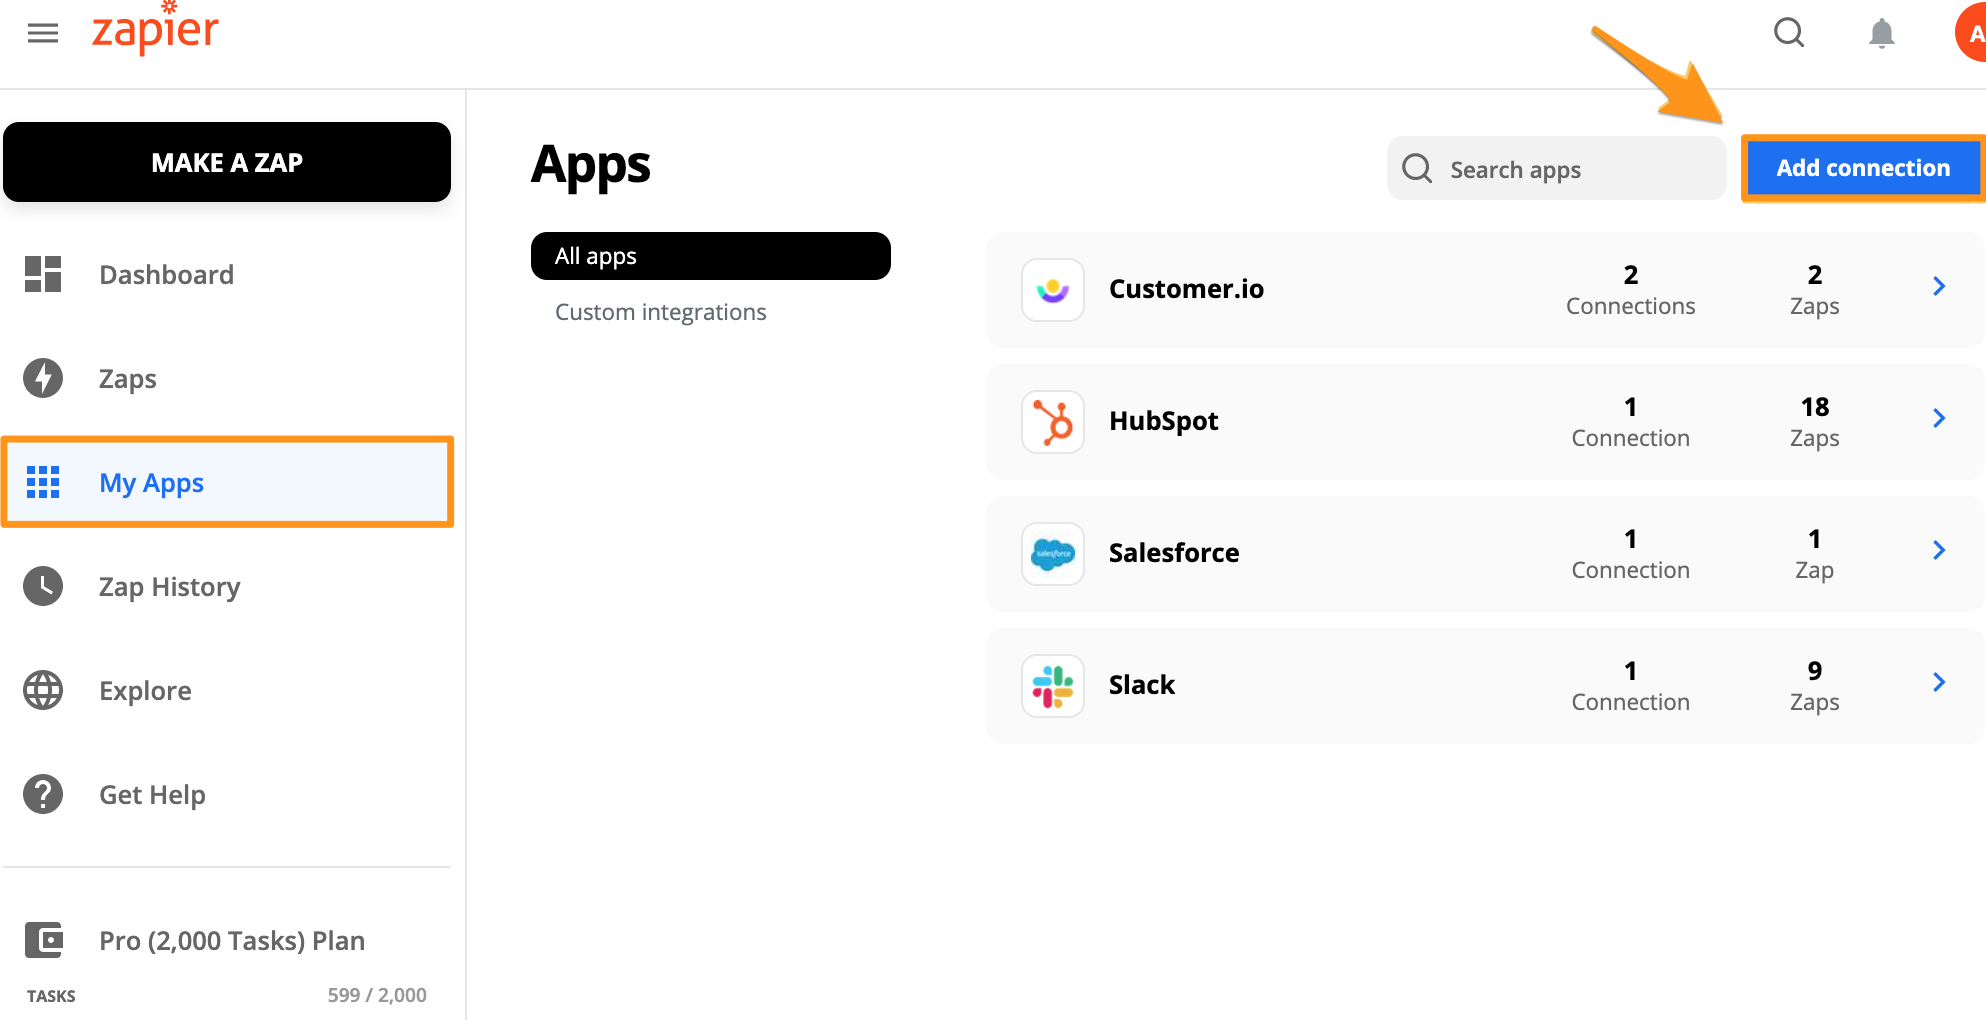 zapier
A
MAKE A ZAP
Dashboard
Zaps
My Apps
Zap History
Explore
Get Help
Pro (2,000 Tasks) Plan
TASKS 599 / 2,000
Apps
Search apps
Add connection
All apps
Custom integrations
Customer.io
2
Connections
2
Zaps
HubSpot
1
Connection
18
Zaps
salesforce
Salesforce
1
Connection
1
Zap
Slack
1
Connection
9
Zaps